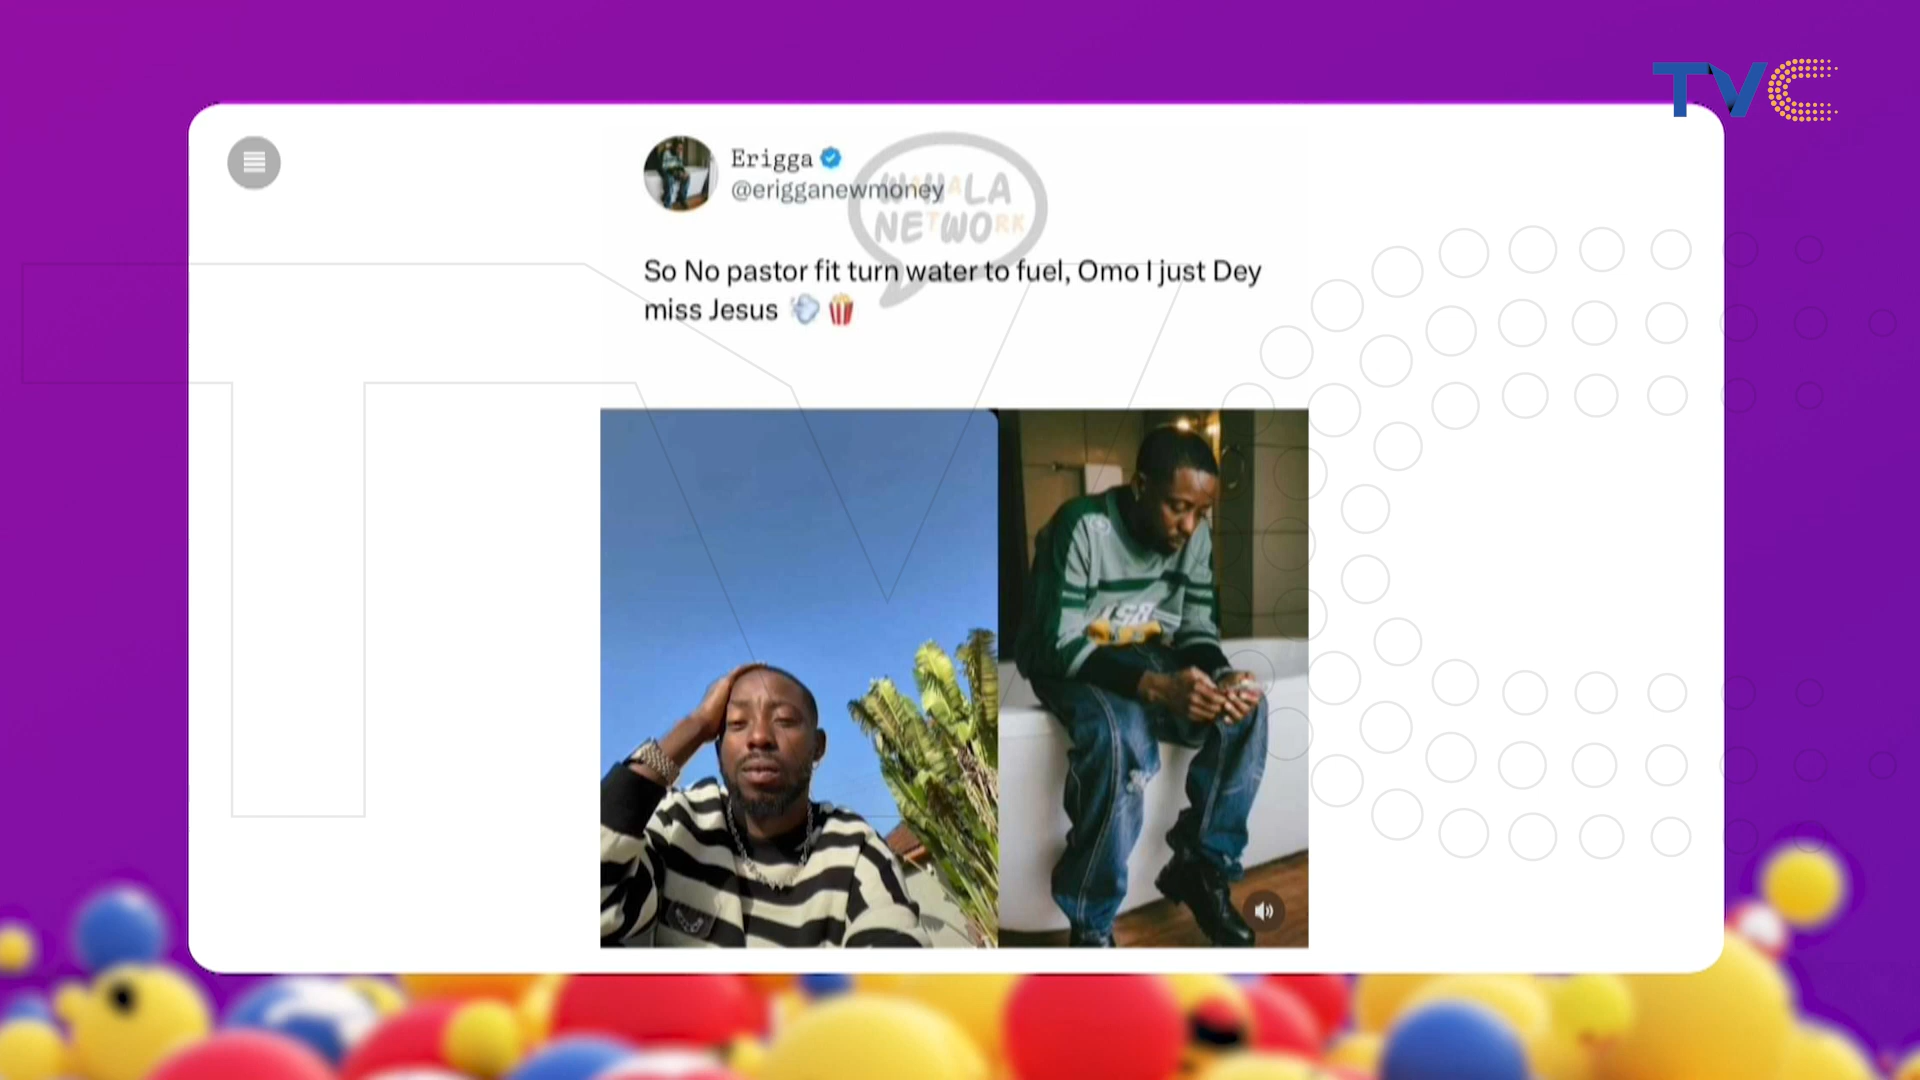 TVC
Erigga
@erigganewmoney
WAHALA
NETWORK
So No pastor fit turn water to fuel, Omo I just Dey
miss Jesus 💨🍿